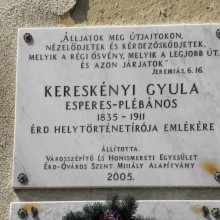 „ÁLLJATOK MEG ÚTJAITOKON,
NÉZELŐDJETEK ÉS KÉRDEZŐSKÖDJETEK,
MELYIK A RÉGI ÖSVÉNY, MELYIK A LEGJOBB ÚT,
ÉS AZON JÁRJATOK”
JEREMIÁS, 6.16.
KERESKÉNYI GYULA
ESPERES-PLÉBÁNOS
1835-1911
ÉRD HELYTÖRTÉNETÍRÓJA EMLÉKÉRE
ÁLLÍTOTTA
VÁROSSZÉPÍTŐ ÉS HONISMERETI EGYESÜLET
ÉRD-ÓVÁROS SZENT MIHÁLY ALAPÍTVÁNY
2005.